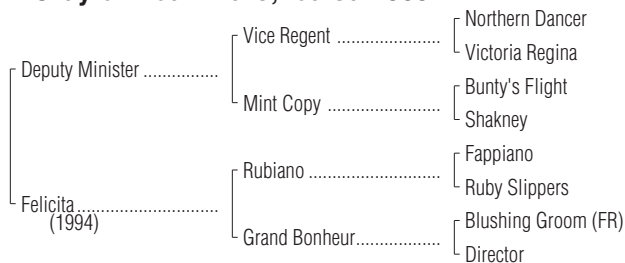 Northern Dancer
Vice Regent
Victoria Regina
Deputy Minister
Bunty's Flight
Mint Copy
Shakney
Fappiano
Rubiano
Ruby Slippers
Felicita
(1994)
Blushing Groom (FR)
Grand Bonheur
Director